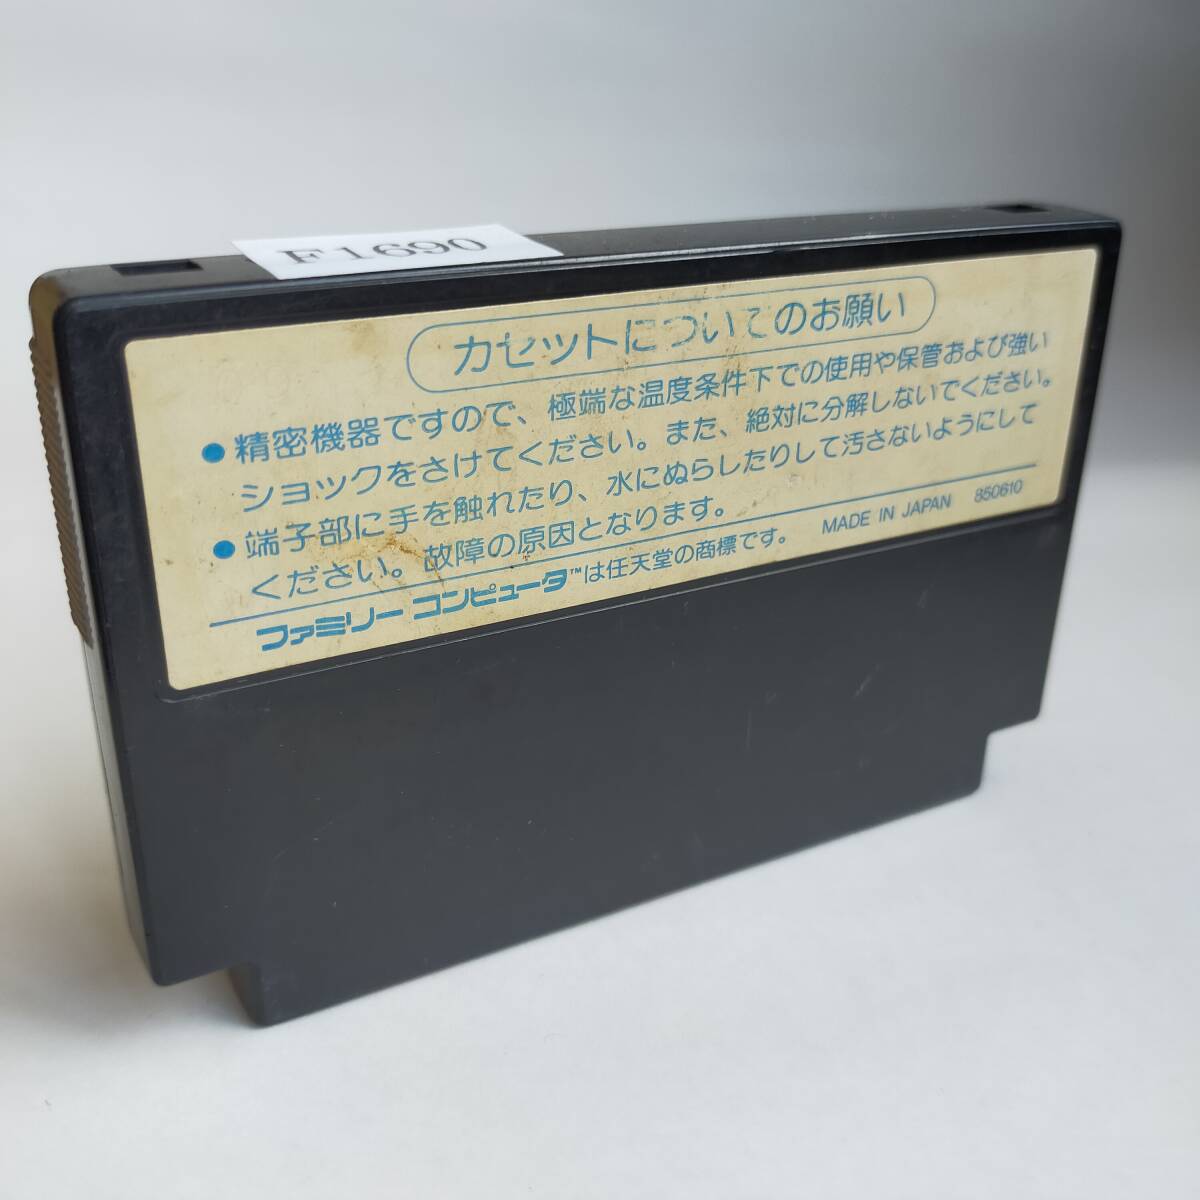 F1690
カセットについてのお願い
●精密機器ですので、極端な温度条件下での使用や保管および強い
ショックをさけてください。また、絶対に分解しないでください。
●端子部に手を触れたり、水にぬらしたりして汚さないようにして
ください。故障の原因となります。
ファミリーコンピュータ™は任天堂の商標です。 MADE IN JAPAN 850610